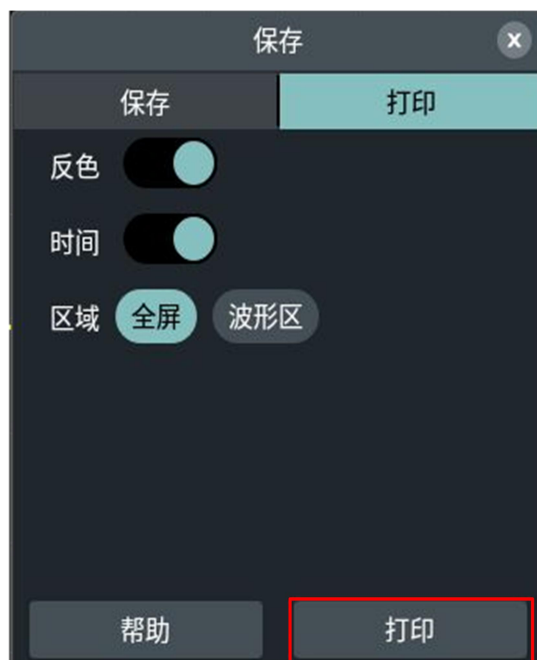 保存 x
保存 打印
反色
时间
区域 全屏 波形区
帮助 打印